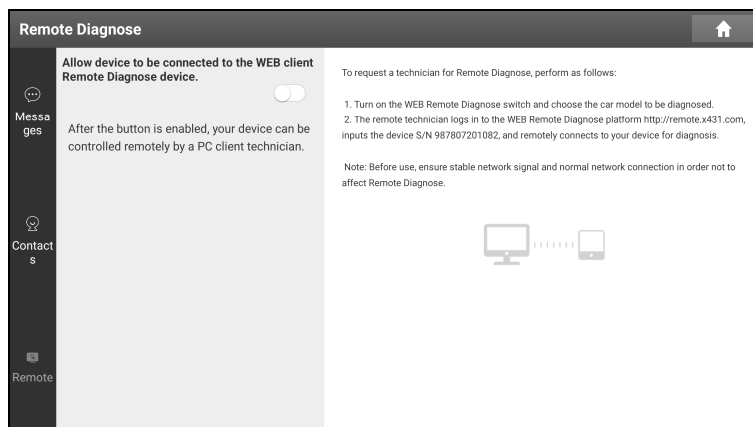 Remote Diagnose
Messa
ges
Contact
s
Remote
Allow device to be connected to the WEB client
Remote Diagnose device.
After the button is enabled, your device can be
controlled remotely by a PC client technician.
To request a technician for Remote Diagnose, perform as follows:
1. Turn on the WEB Remote Diagnose switch and choose the car model to be diagnosed.
2. The remote technician logs in to the WEB Remote Diagnose platform http://remote.x431.com,
inputs the device S/N 987807201082, and remotely connects to your device for diagnosis.
Note: Before use, ensure stable network signal and normal network connection in order not to
affect Remote Diagnose.